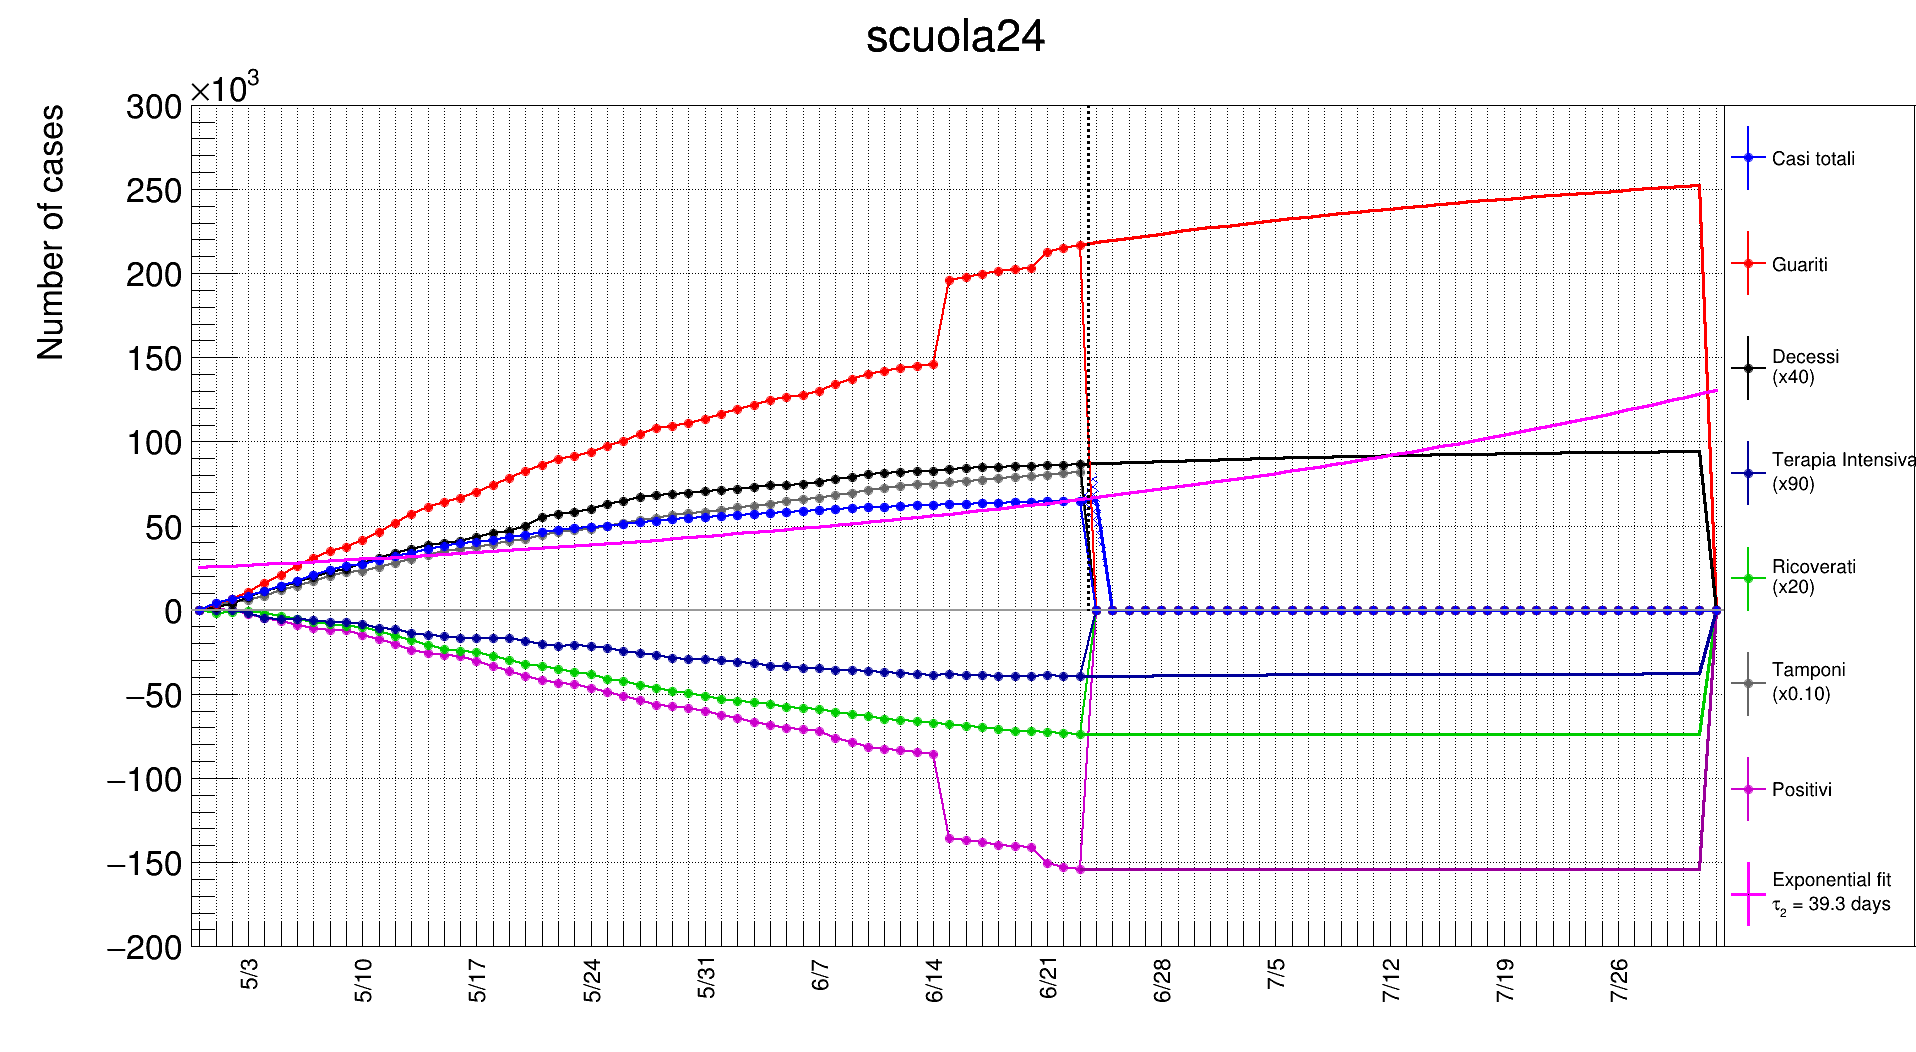 scuola24
×10³
Number of cases
300
250
200
150
100
50
0
−50
−100
−150
−200
5/3
5/10
5/17
5/24
5/31
6/7
6/14
6/21
6/28
7/5
7/12
7/19
7/26
Casi totali
Guariti
Decessi
(x40)
Terapia Intensiva
(x90)
Ricoverati
(x20)
Tamponi
(x0.10)
Positivi
Exponential fit
τ₂ = 39.3 days